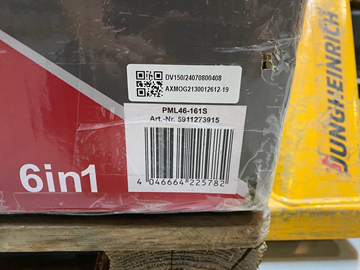 DV150/24070800408
AXMOG2130012612-19
PML46-161S
Art.-Nr. 5911273915
4 046664 225782
6in1
JUNGHEINRICH